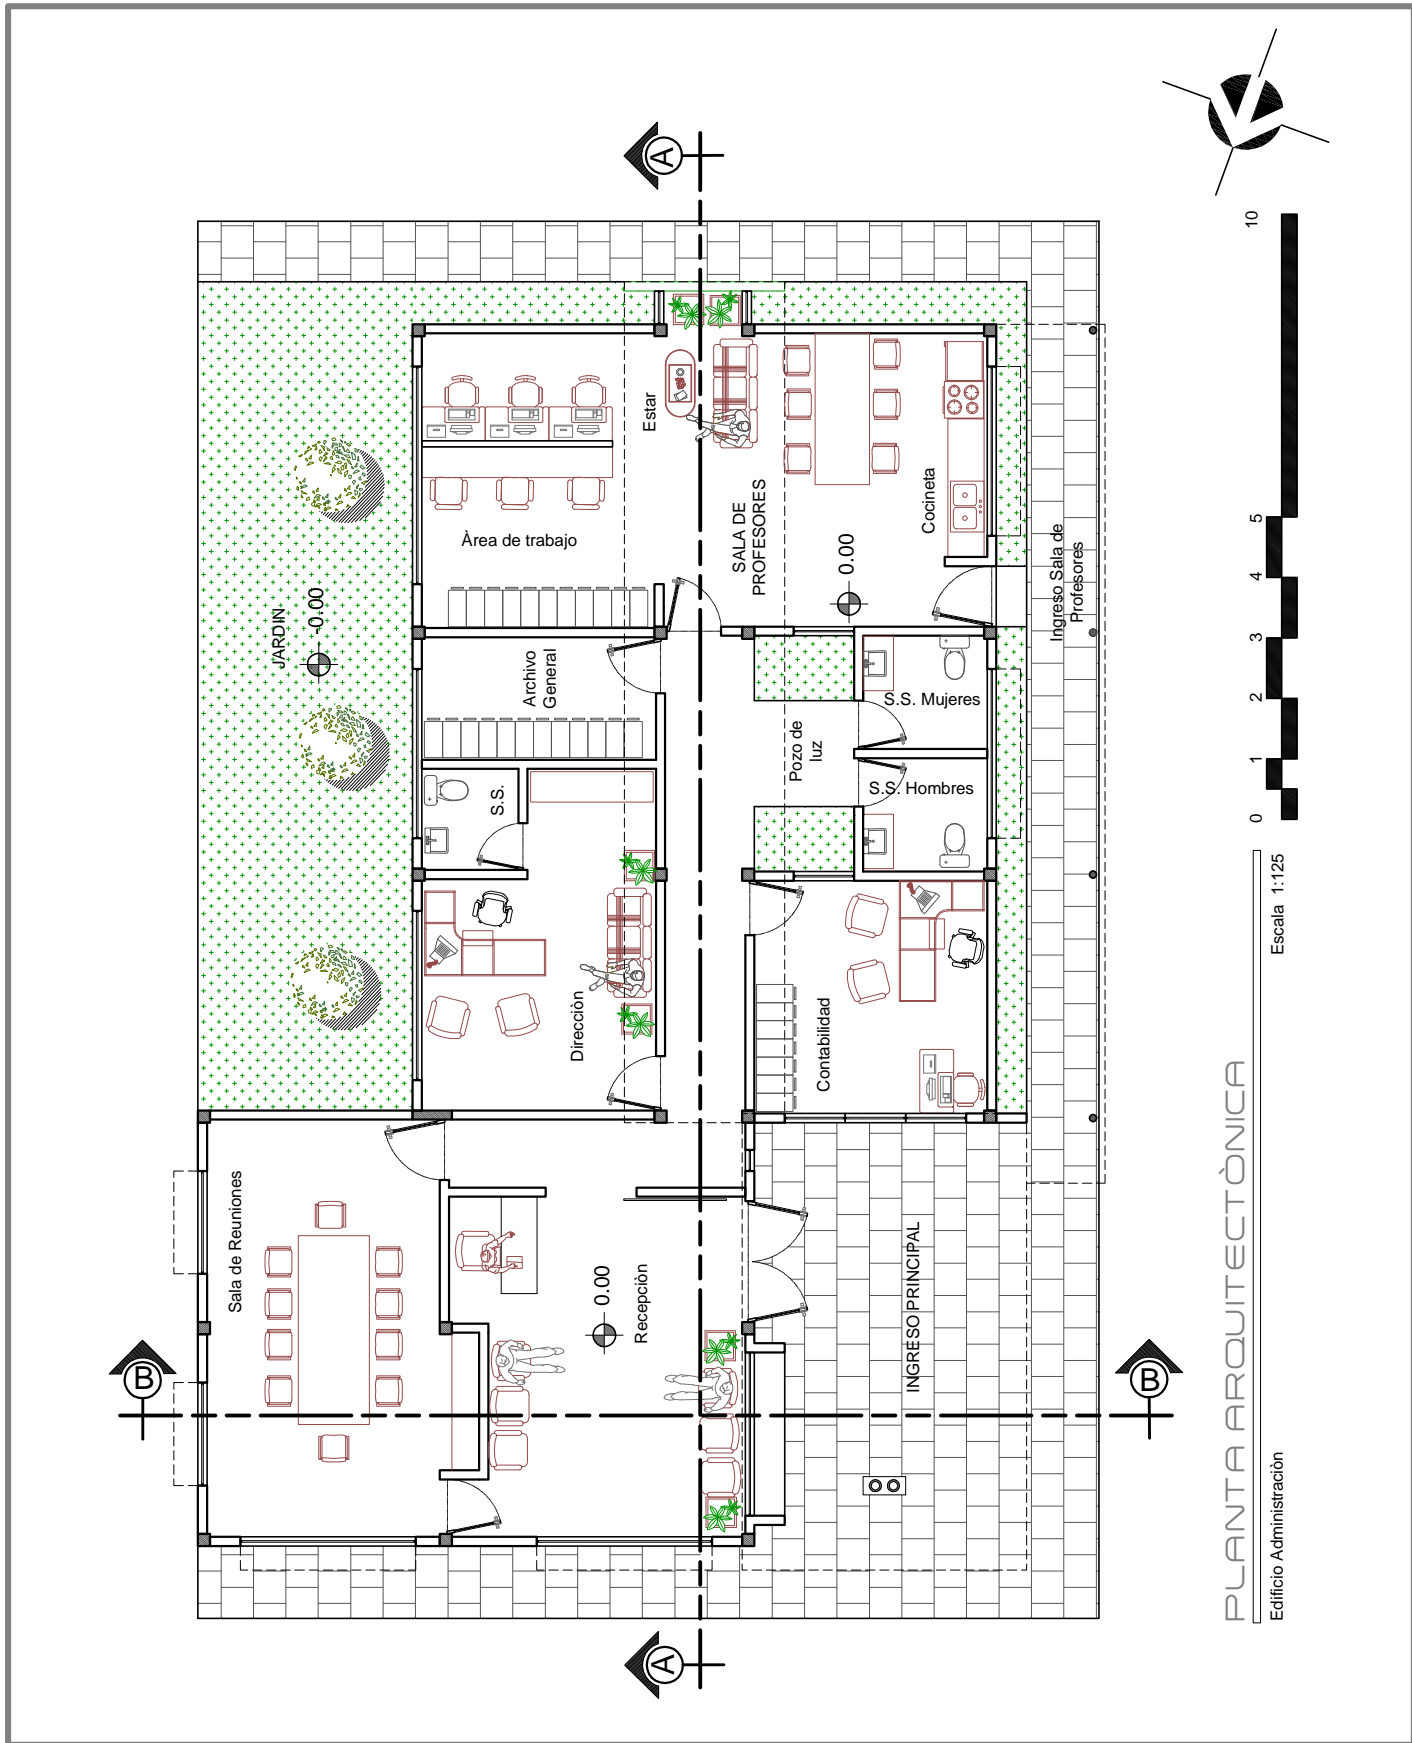 A
JARDIN
-0.00
Àrea de trabajo
Estar
SALA DE
PROFESORES
Cocineta
0.00
Ingreso Sala de
Profesores
Archivo
General
S.S.
Pozo de
luz
S.S. Mujeres
S.S. Hombres
Direcciòn
Contabilidad
Sala de Reuniones
Recepciòn
0.00
INGRESO PRINCIPAL
B
B
A
PLANTA ARQUITECTÒNICA
Edificio Administraciòn
Escala 1:125
0 1 2 3 4 5 10